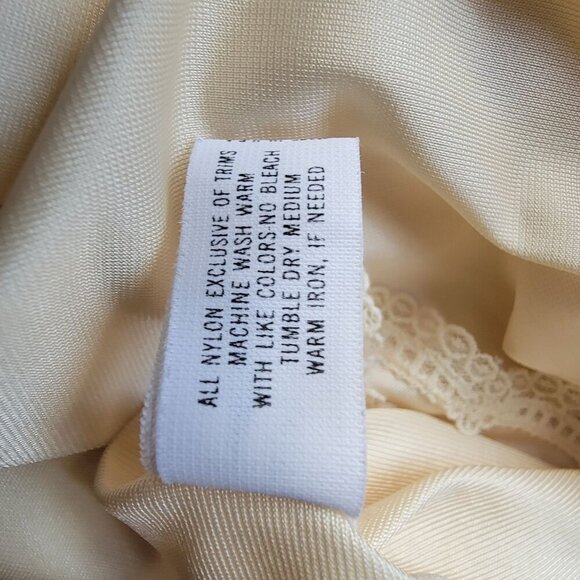 ALL NYLON EXCLUSIVE OF TRIMS
MACHINE WASH WARM
WITH LIKE COLORS-NO BLEACH
TUMBLE DRY MEDIUM
WARM IRON, IF NEEDED